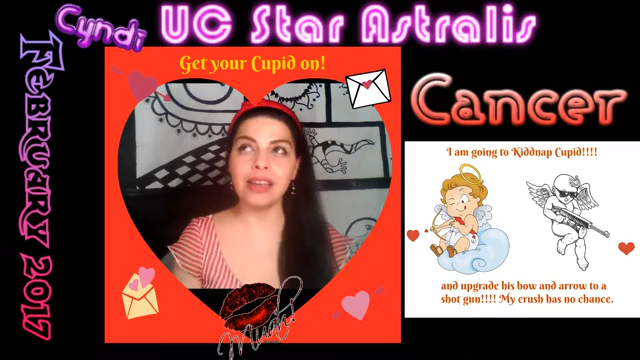 Cyndi
UC Star Astralis
February 2017
Get your Cupid on!
Cancer
I am going to Kiddnap Cupid!!!!
and upgrade his bow and arrow to a
shot gun!!!! My crush has no chance.
Muah!